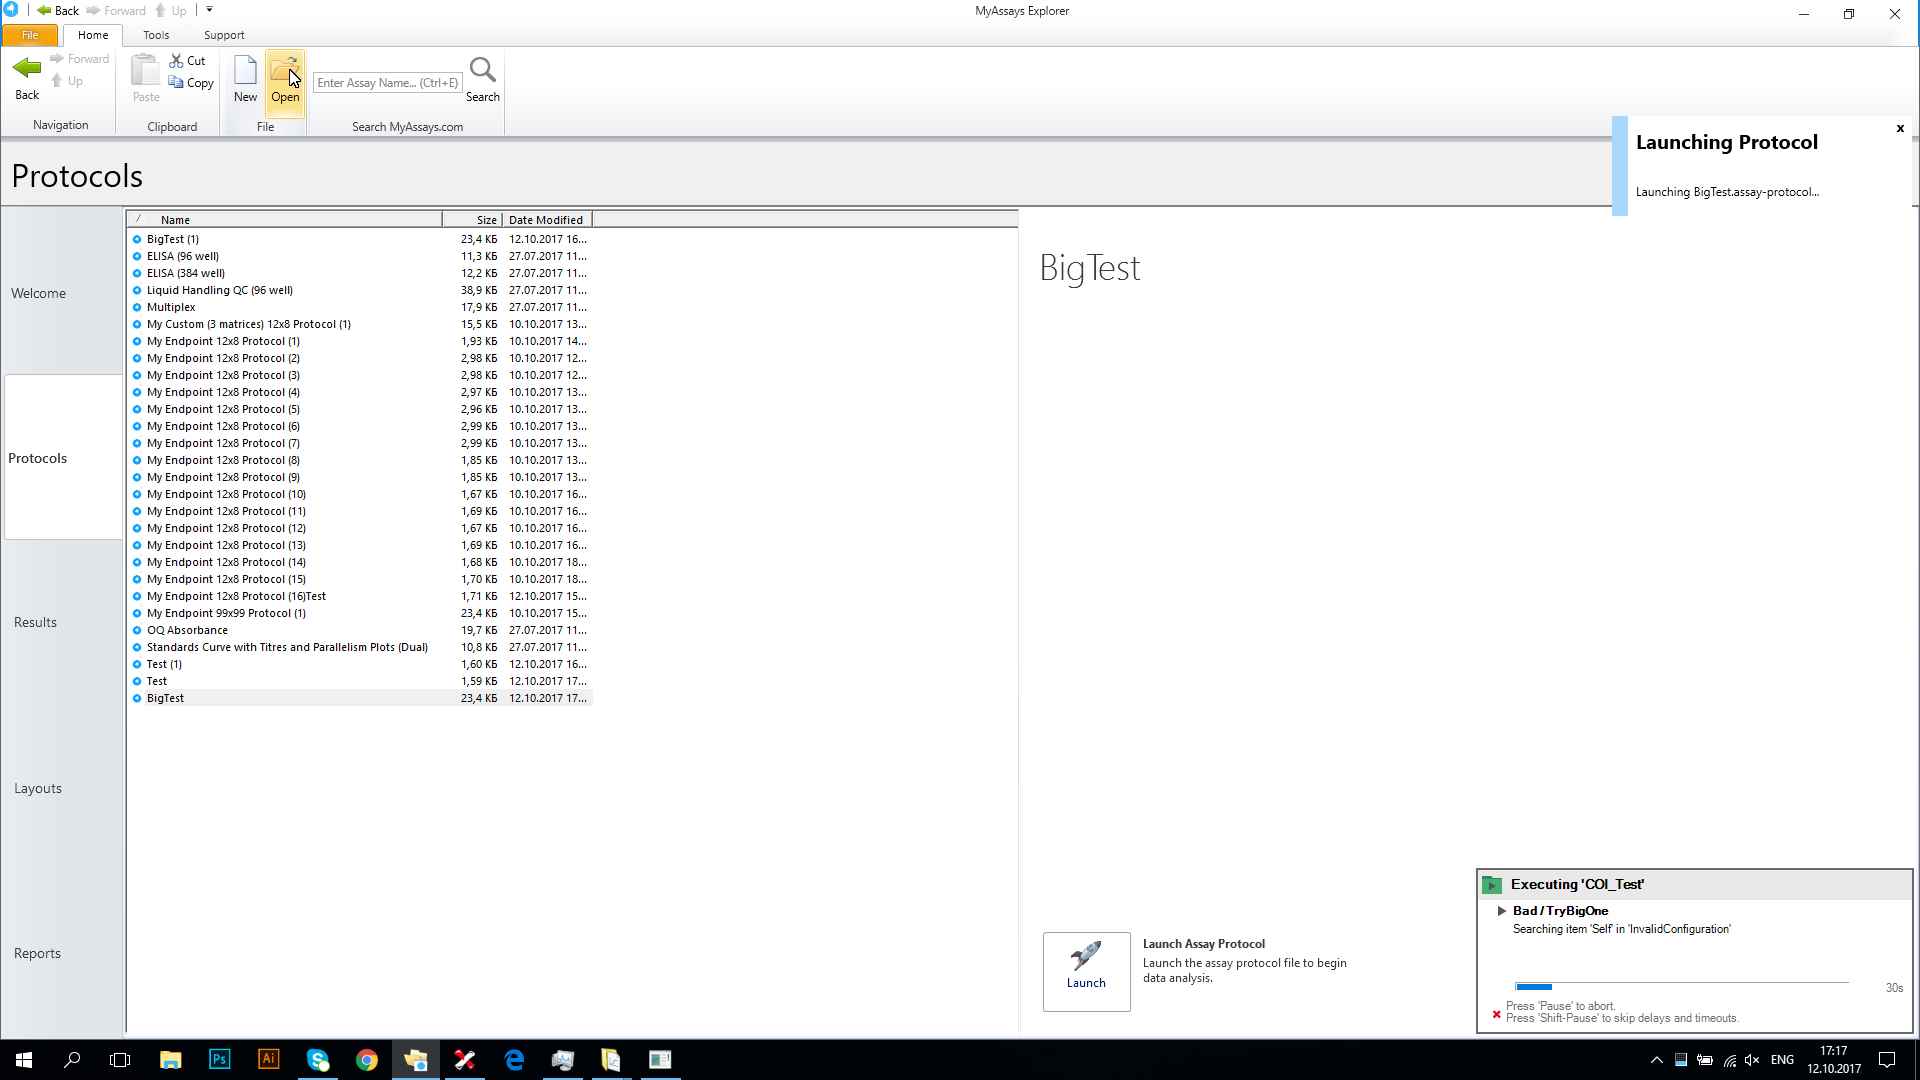 Back Forward Up
MyAssays Explorer
File Home Tools Support
Back
Forward
Up
Navigation
Paste
Cut
Copy
Clipboard
New
Open
File
Enter Assay Name... (Ctrl+E)
Search
Search MyAssays.com
Launching Protocol
x
Launching BigTest.assay-protocol...
Protocols
Welcome
Protocols
Results
Layouts
Reports
Name Size Date Modified
BigTest (1) 23,4 КБ 12.10.2017 16...
ELISA (96 well) 11,3 КБ 27.07.2017 11...
ELISA (384 well) 12,2 КБ 27.07.2017 11...
Liquid Handling QC (96 well) 38,9 КБ 27.07.2017 11...
Multiplex 17,9 КБ 27.07.2017 11...
My Custom (3 matrices) 12x8 Protocol (1) 15,5 КБ 10.10.2017 13...
My Endpoint 12x8 Protocol (1) 1,93 КБ 10.10.2017 14...
My Endpoint 12x8 Protocol (2) 2,98 КБ 10.10.2017 12...
My Endpoint 12x8 Protocol (3) 2,98 КБ 10.10.2017 12...
My Endpoint 12x8 Protocol (4) 2,97 КБ 10.10.2017 13...
My Endpoint 12x8 Protocol (5) 2,96 КБ 10.10.2017 13...
My Endpoint 12x8 Protocol (6) 2,99 КБ 10.10.2017 13...
My Endpoint 12x8 Protocol (7) 2,99 КБ 10.10.2017 13...
My Endpoint 12x8 Protocol (8) 1,85 КБ 10.10.2017 13...
My Endpoint 12x8 Protocol (9) 1,85 КБ 10.10.2017 13...
My Endpoint 12x8 Protocol (10) 1,67 КБ 10.10.2017 16...
My Endpoint 12x8 Protocol (11) 1,69 КБ 10.10.2017 16...
My Endpoint 12x8 Protocol (12) 1,67 КБ 10.10.2017 16...
My Endpoint 12x8 Protocol (13) 1,69 КБ 10.10.2017 16...
My Endpoint 12x8 Protocol (14) 1,68 КБ 10.10.2017 18...
My Endpoint 12x8 Protocol (15) 1,70 КБ 10.10.2017 18...
My Endpoint 12x8 Protocol (16)Test 1,71 КБ 12.10.2017 15...
My Endpoint 99x99 Protocol (1) 23,4 КБ 10.10.2017 15...
OQ Absorbance 19,7 КБ 27.07.2017 11...
Standards Curve with Titres and Parallelism Plots (Dual) 10,8 КБ 27.07.2017 11...
Test (1) 1,60 КБ 12.10.2017 16...
Test 1,59 КБ 12.10.2017 17...
BigTest 23,4 КБ 12.10.2017 17...
BigTest
Launch
Launch Assay Protocol
Launch the assay protocol file to begin
data analysis.
Executing 'COI_Test'
Bad / TryBigOne
Searching item 'Self' in 'InvalidConfiguration'
30s
Press 'Pause' to abort.
Press 'Shift-Pause' to skip delays and timeouts.
Ps
Ai
ENG
17:17
12.10.2017